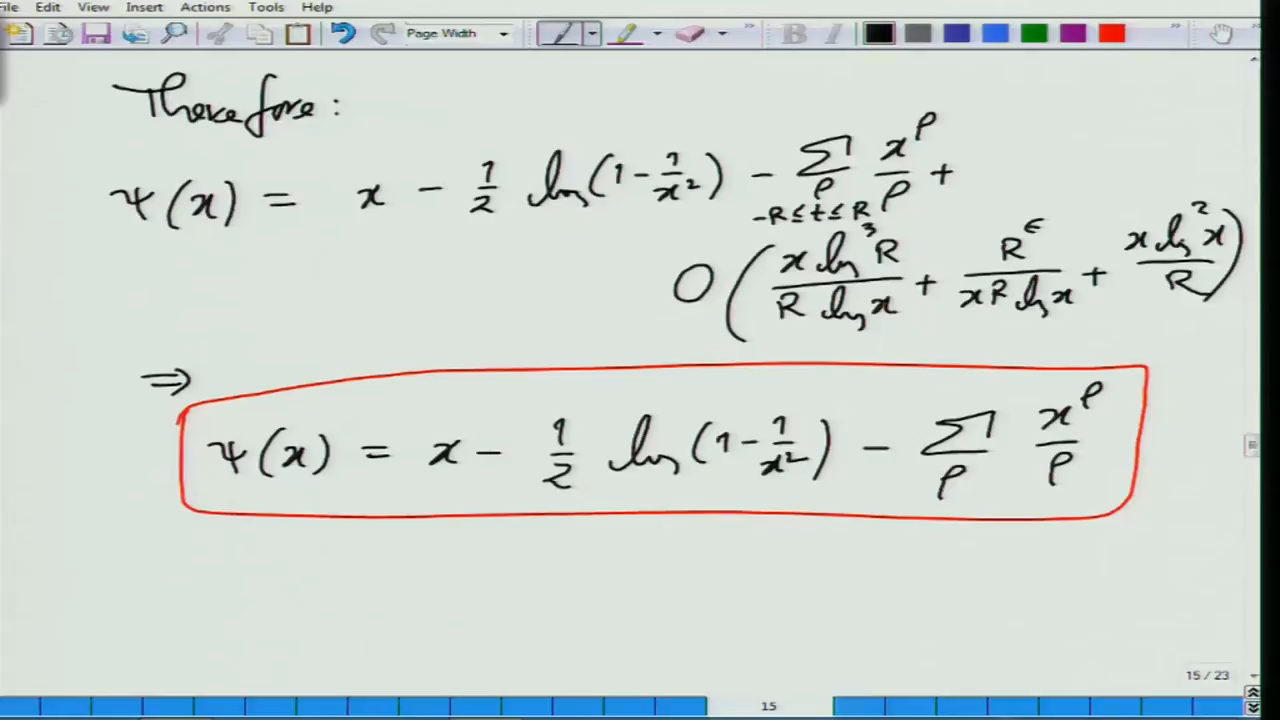 File Edit View Insert Actions Tools Help
Page Width
Therefore:
ψ(x) = x - 1/2 ln(1 - 1/x²) - Σ_ρ x^ρ/ρ +
-R ≤ t ≤ R
O( x ln³R / R ln x + R^ε / x^R ln x + x ln²x / R )
⇒
ψ(x) = x - 1/2 ln(1 - 1/x²) - Σ_ρ x^ρ/ρ
15 / 23
15